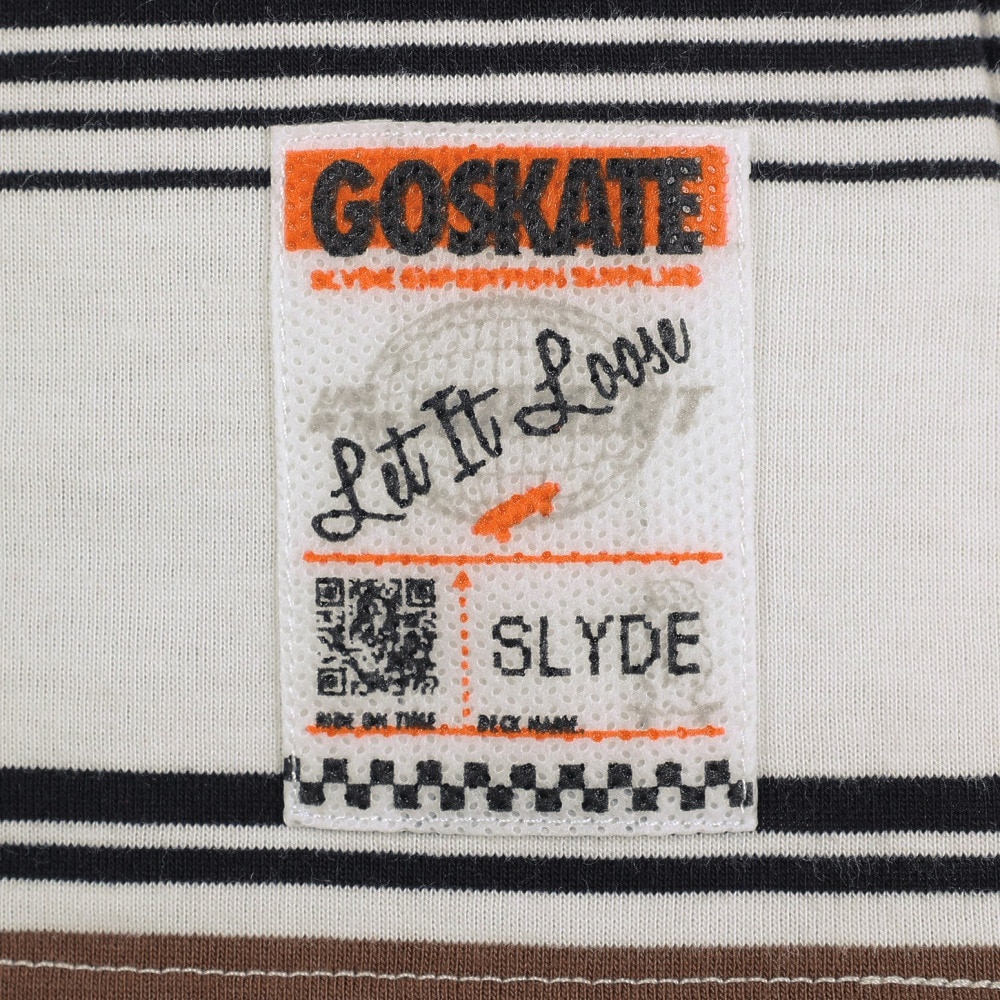 GOSKATE
SLYDE EXPEDITION SUPPLIES
Let It Loose
SLYDE
RIDE ON TIME
DECK NAME.